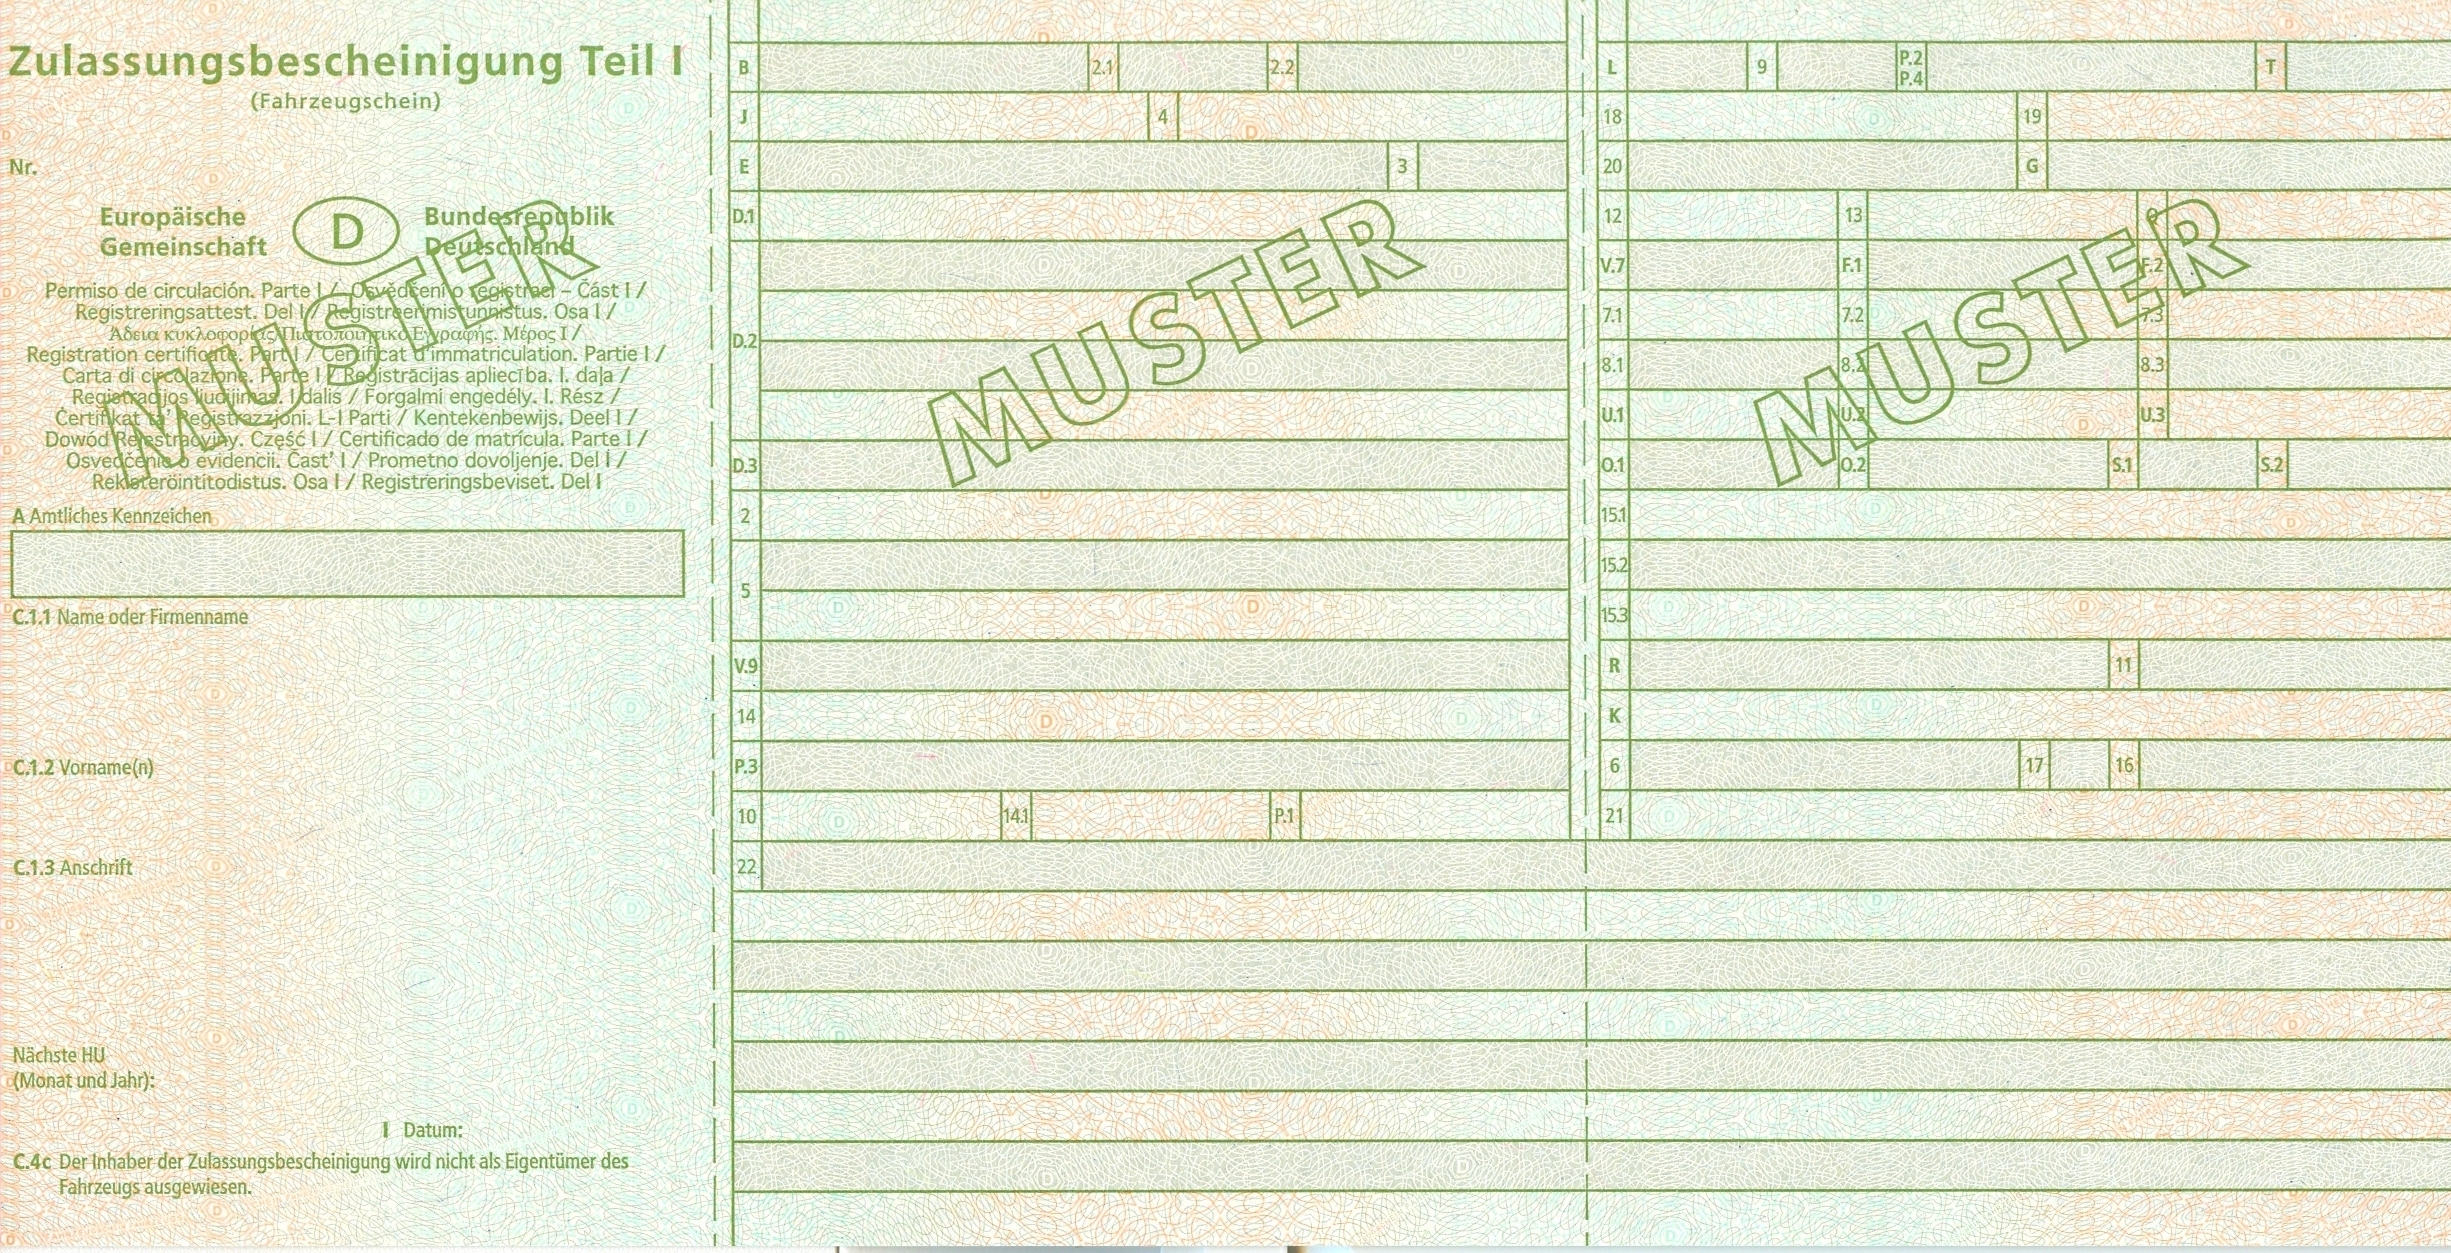 Zulassungsbescheinigung Teil I
(Fahrzeugschein)
Nr.
Europäische
Gemeinschaft
D
Bundesrepublik
Deutschland
Permiso de circulación. Parte I / Osvědčení o registraci – Část I /
Registreringsattest. Del I / Registreerimistunnistus. Osa I /
Άδεια κυκλοφορίας/Πιστοποιητικό Εγγραφής. Μέρος I /
Registration certificate. Part I / Certificat d'immatriculation. Partie I /
Carta di circolazione. Parte I / Registrācijas apliecība. I. daļa /
Registracijos liudijimas. I dalis / Forgalmi engedély. I. Rész /
Ċertifikat ta' Reġistrazzjoni. L-I Parti / Kentekenbewijs. Deel I /
Dowód Rejestracyjny. Część I / Certificado de matrícula. Parte I /
Osvedčenie o evidencii. Časť I / Prometno dovoljenje. Del I /
Rekisteröintitodistus. Osa I / Registreringsbeviset. Del I
MUSTER
A Amtliches Kennzeichen
C.1.1 Name oder Firmenname
C.1.2 Vorname(n)
C.1.3 Anschrift
Nächste HU
(Monat und Jahr):
I Datum:
C.4c Der Inhaber der Zulassungsbescheinigung wird nicht als Eigentümer des
Fahrzeugs ausgewiesen.
B 2.1 2.2
J 4
E 3
D.1
D.2
D.3
MUSTER
2
5
V.9
14
P.3
10 14.1 P.1
22
L 9 P.2 P.4 T
18 19
20 G
12 13 Q
V.7 F.1 F.2
7.1 7.2 7.3
8.1 8.2 8.3
U.1 U.2 U.3
O.1 O.2 S.1 S.2
MUSTER
15.1
15.2
15.3
R 11
K
6 17 16
21